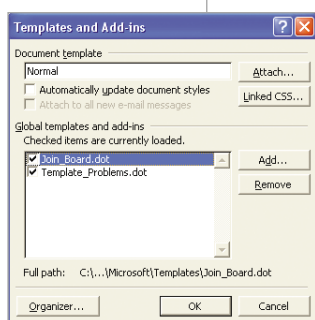 Templates and Add-ins
Document template
Normal
Attach...
Automatically update document styles
Attach to all new e-mail messages
Linked CSS...
Global templates and add-ins
Checked items are currently loaded.
Join_Board.dot
Template_Problems.dot
Add...
Remove
Full path: C:\...\Microsoft\Templates\Join_Board.dot
Organizer...
OK
Cancel